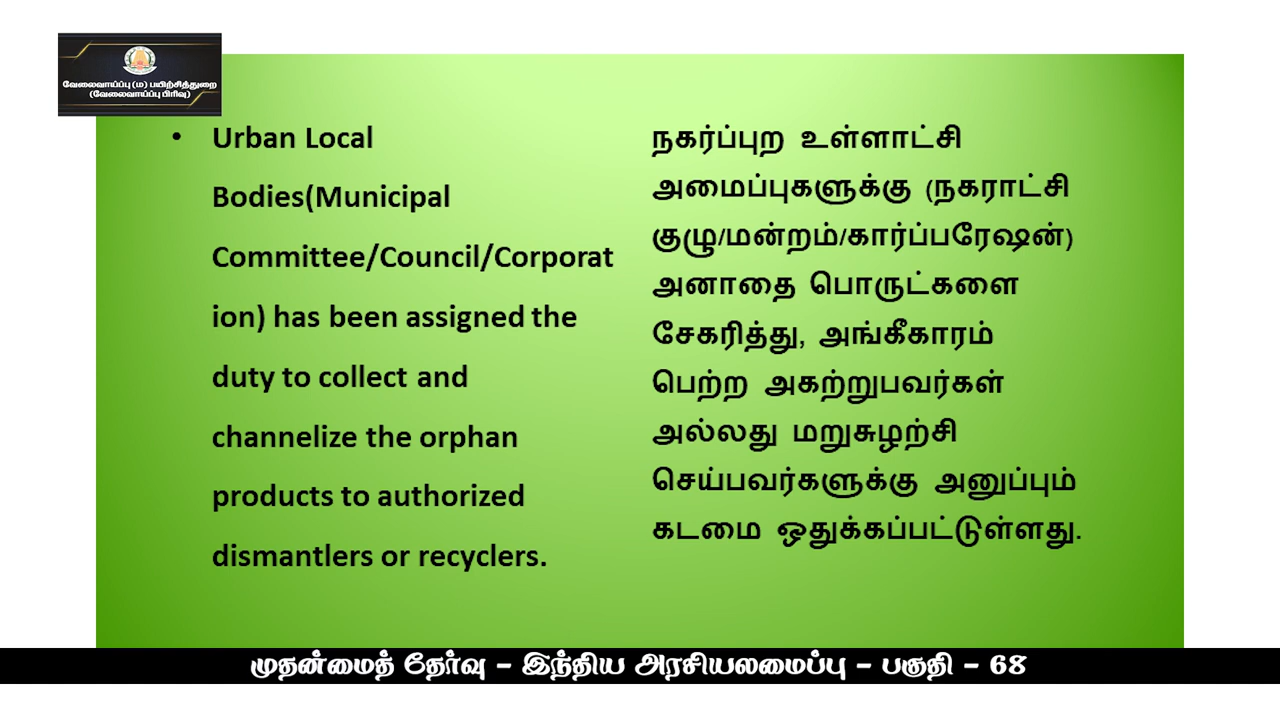 வேலைவாய்ப்பு (ம) பயிற்சித்துறை
(வேலைவாய்ப்பு பிரிவு)
• Urban Local
Bodies(Municipal
Committee/Council/Corporat
ion) has been assigned the
duty to collect and
channelize the orphan
products to authorized
dismantlers or recyclers.
நகர்ப்புற உள்ளாட்சி
அமைப்புகளுக்கு (நகராட்சி
குழு/மன்றம்/கார்ப்பரேஷன்)
அனாதை பொருட்களை
சேகரித்து, அங்கீகாரம்
பெற்ற அகற்றுபவர்கள்
அல்லது மறுசுழற்சி
செய்பவர்களுக்கு அனுப்பும்
கடமை ஒதுக்கப்பட்டுள்ளது.
முதன்மைத் தேர்வு – இந்திய அரசியலமைப்பு – பகுதி – 68